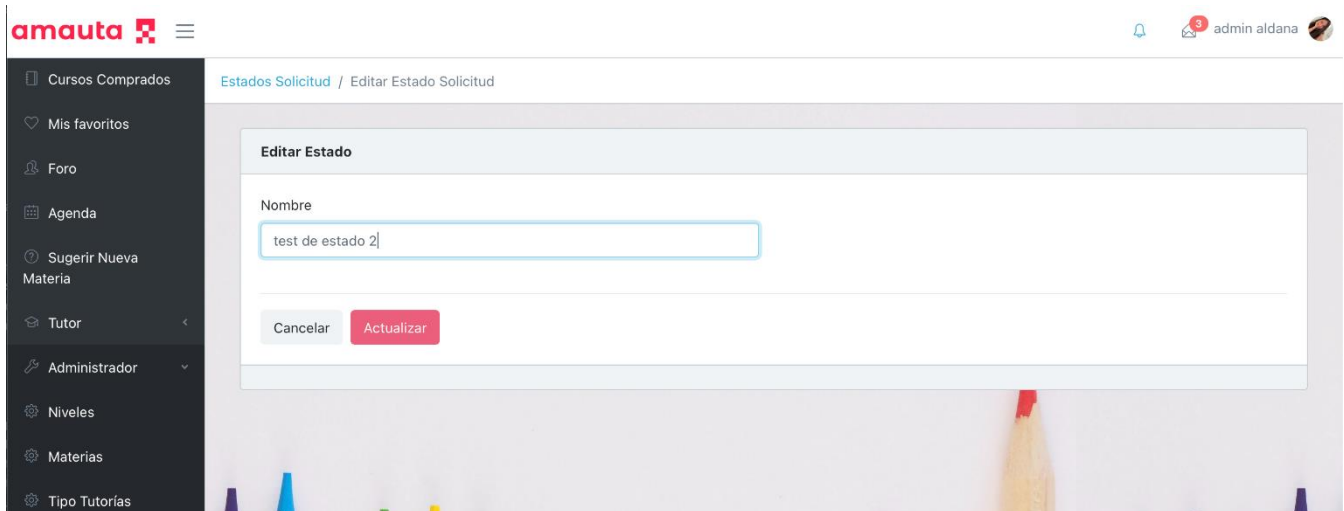 amauta
3
admin aldana
Cursos Comprados
Mis favoritos
Foro
Agenda
Sugerir Nueva
Materia
Tutor
Administrador
Niveles
Materias
Tipo Tutorías
Estados Solicitud / Editar Estado Solicitud
Editar Estado
Nombre
test de estado 2
Cancelar
Actualizar